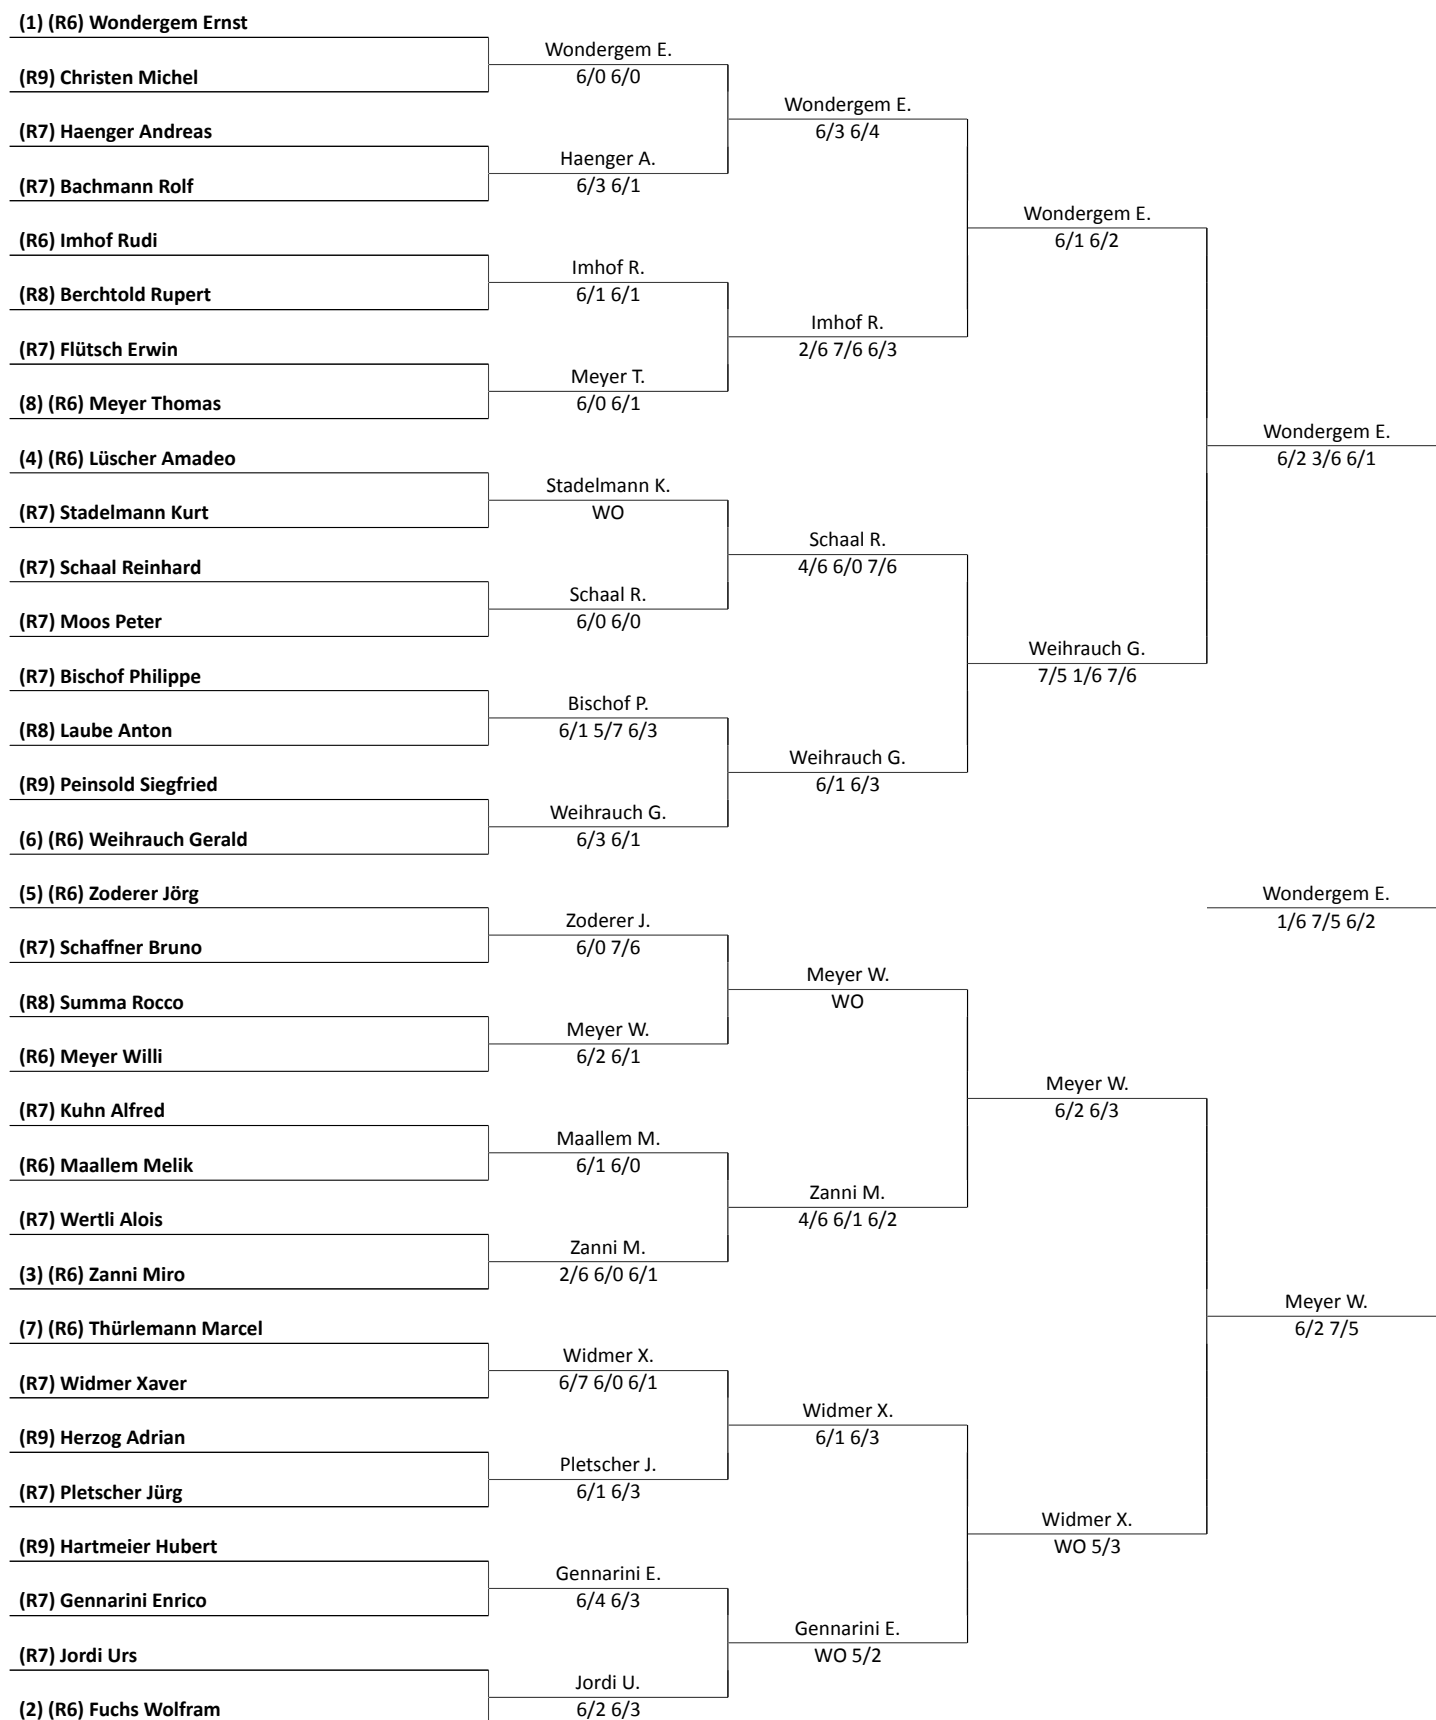 (1) (R6) Wondergem Ernst
Wondergem E.
(R9) Christen Michel
6/0 6/0
Wondergem E.
(R7) Haenger Andreas
6/3 6/4
Haenger A.
(R7) Bachmann Rolf
6/3 6/1
Wondergem E.
(R6) Imhof Rudi
6/1 6/2
Imhof R.
(R8) Berchtold Rupert
6/1 6/1
Imhof R.
(R7) Flütsch Erwin
2/6 7/6 6/3
Meyer T.
(8) (R6) Meyer Thomas
6/0 6/1
Wondergem E.
(4) (R6) Lüscher Amadeo
6/2 3/6 6/1
Stadelmann K.
(R7) Stadelmann Kurt
WO
Schaal R.
(R7) Schaal Reinhard
4/6 6/0 7/6
Schaal R.
(R7) Moos Peter
6/0 6/0
Weihrauch G.
(R7) Bischof Philippe
7/5 1/6 7/6
Bischof P.
(R8) Laube Anton
6/1 5/7 6/3
Weihrauch G.
(R9) Peinsold Siegfried
6/1 6/3
Weihrauch G.
(6) (R6) Weihrauch Gerald
6/3 6/1
(5) (R6) Zoderer Jörg
Wondergem E.
1/6 7/5 6/2
Zoderer J.
(R7) Schaffner Bruno
6/0 7/6
Meyer W.
(R8) Summa Rocco
WO
Meyer W.
(R6) Meyer Willi
6/2 6/1
Meyer W.
(R7) Kuhn Alfred
6/2 6/3
Maallem M.
(R6) Maallem Melik
6/1 6/0
Zanni M.
(R7) Wertli Alois
4/6 6/1 6/2
Zanni M.
(3) (R6) Zanni Miro
2/6 6/0 6/1
Meyer W.
(7) (R6) Thürlemann Marcel
6/2 7/5
Widmer X.
(R7) Widmer Xaver
6/7 6/0 6/1
Widmer X.
(R9) Herzog Adrian
6/1 6/3
Pletscher J.
(R7) Pletscher Jürg
6/1 6/3
Widmer X.
(R9) Hartmeier Hubert
WO 5/3
Gennarini E.
(R7) Gennarini Enrico
6/4 6/3
Gennarini E.
(R7) Jordi Urs
WO 5/2
Jordi U.
(2) (R6) Fuchs Wolfram
6/2 6/3